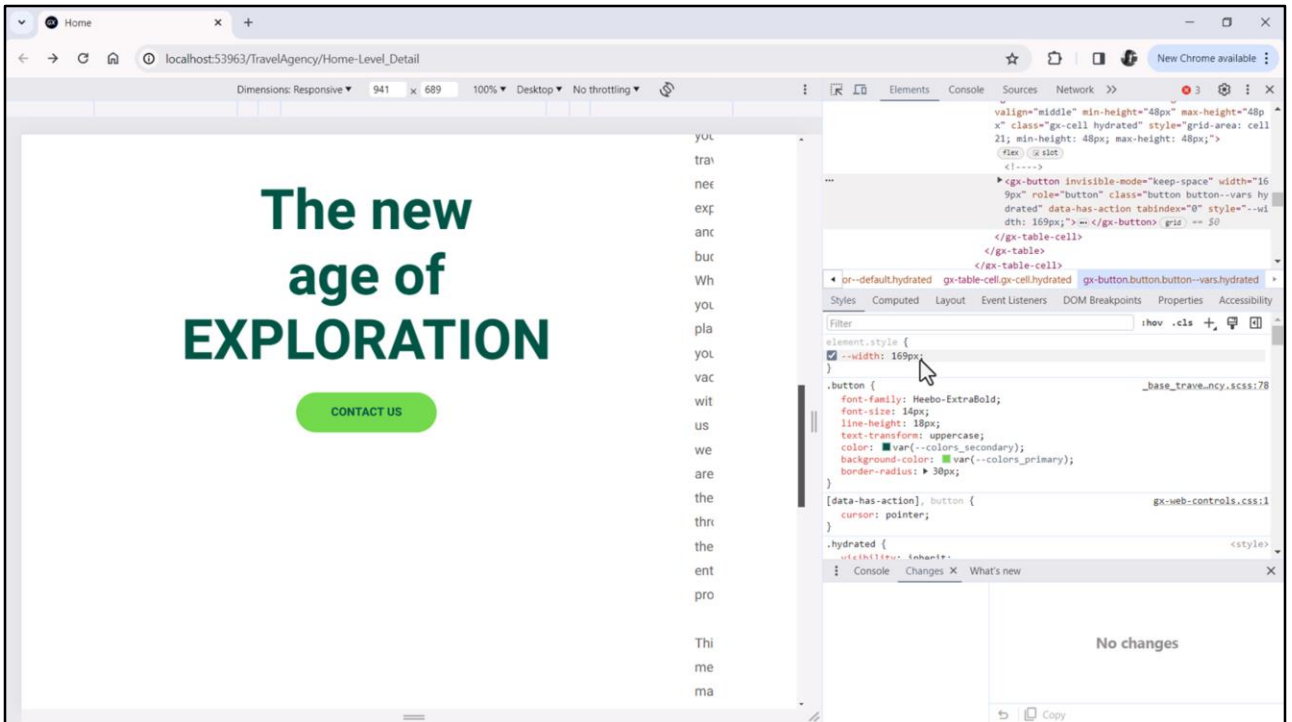 Home
localhost:53963/TravelAgency/Home-Level_Detail
New Chrome available
Dimensions: Responsive ▼ 941 x 689 100% ▼ Desktop ▼ No throttling ▼
Elements Console Sources Network >> 3
The new
age of
EXPLORATION
CONTACT US
you
trav
nee
exp
and
bud
Wh
you
pla
you
vac
wit
us
we
are
the
thro
the
ent
pro
Thi
me
ma
valign="middle" min-height="48px" max-height="48p
x" class="gx-cell hydrated" style="grid-area: cell
21; min-height: 48px; max-height: 48px;">
flex slot
<!---->
<gx-button invisible-mode="keep-space" width="16
9px" role="button" class="button button--vars hy
drated" data-has-action tabindex="0" style="--wi
dth: 169px;"> … </gx-button> grid == $0
</gx-table-cell>
</gx-table>
</gx-table-cell>
or--default.hydrated gx-table-cell.gx-cell.hydrated gx-button.button.button--vars.hydrated
Styles Computed Layout Event Listeners DOM Breakpoints Properties Accessibility
Filter :hov .cls +
element.style {
--width: 169px;
}
.button { _base_trave…ncy.scss:78
font-family: Heebo-ExtraBold;
font-size: 14px;
line-height: 18px;
text-transform: uppercase;
color: var(--colors_secondary);
background-color: var(--colors_primary);
border-radius: ▶ 30px;
}
[data-has-action], button { gx-web-controls.css:1
cursor: pointer;
}
.hydrated { <style>
visibility: inherit;
Console Changes × What's new
No changes
Copy